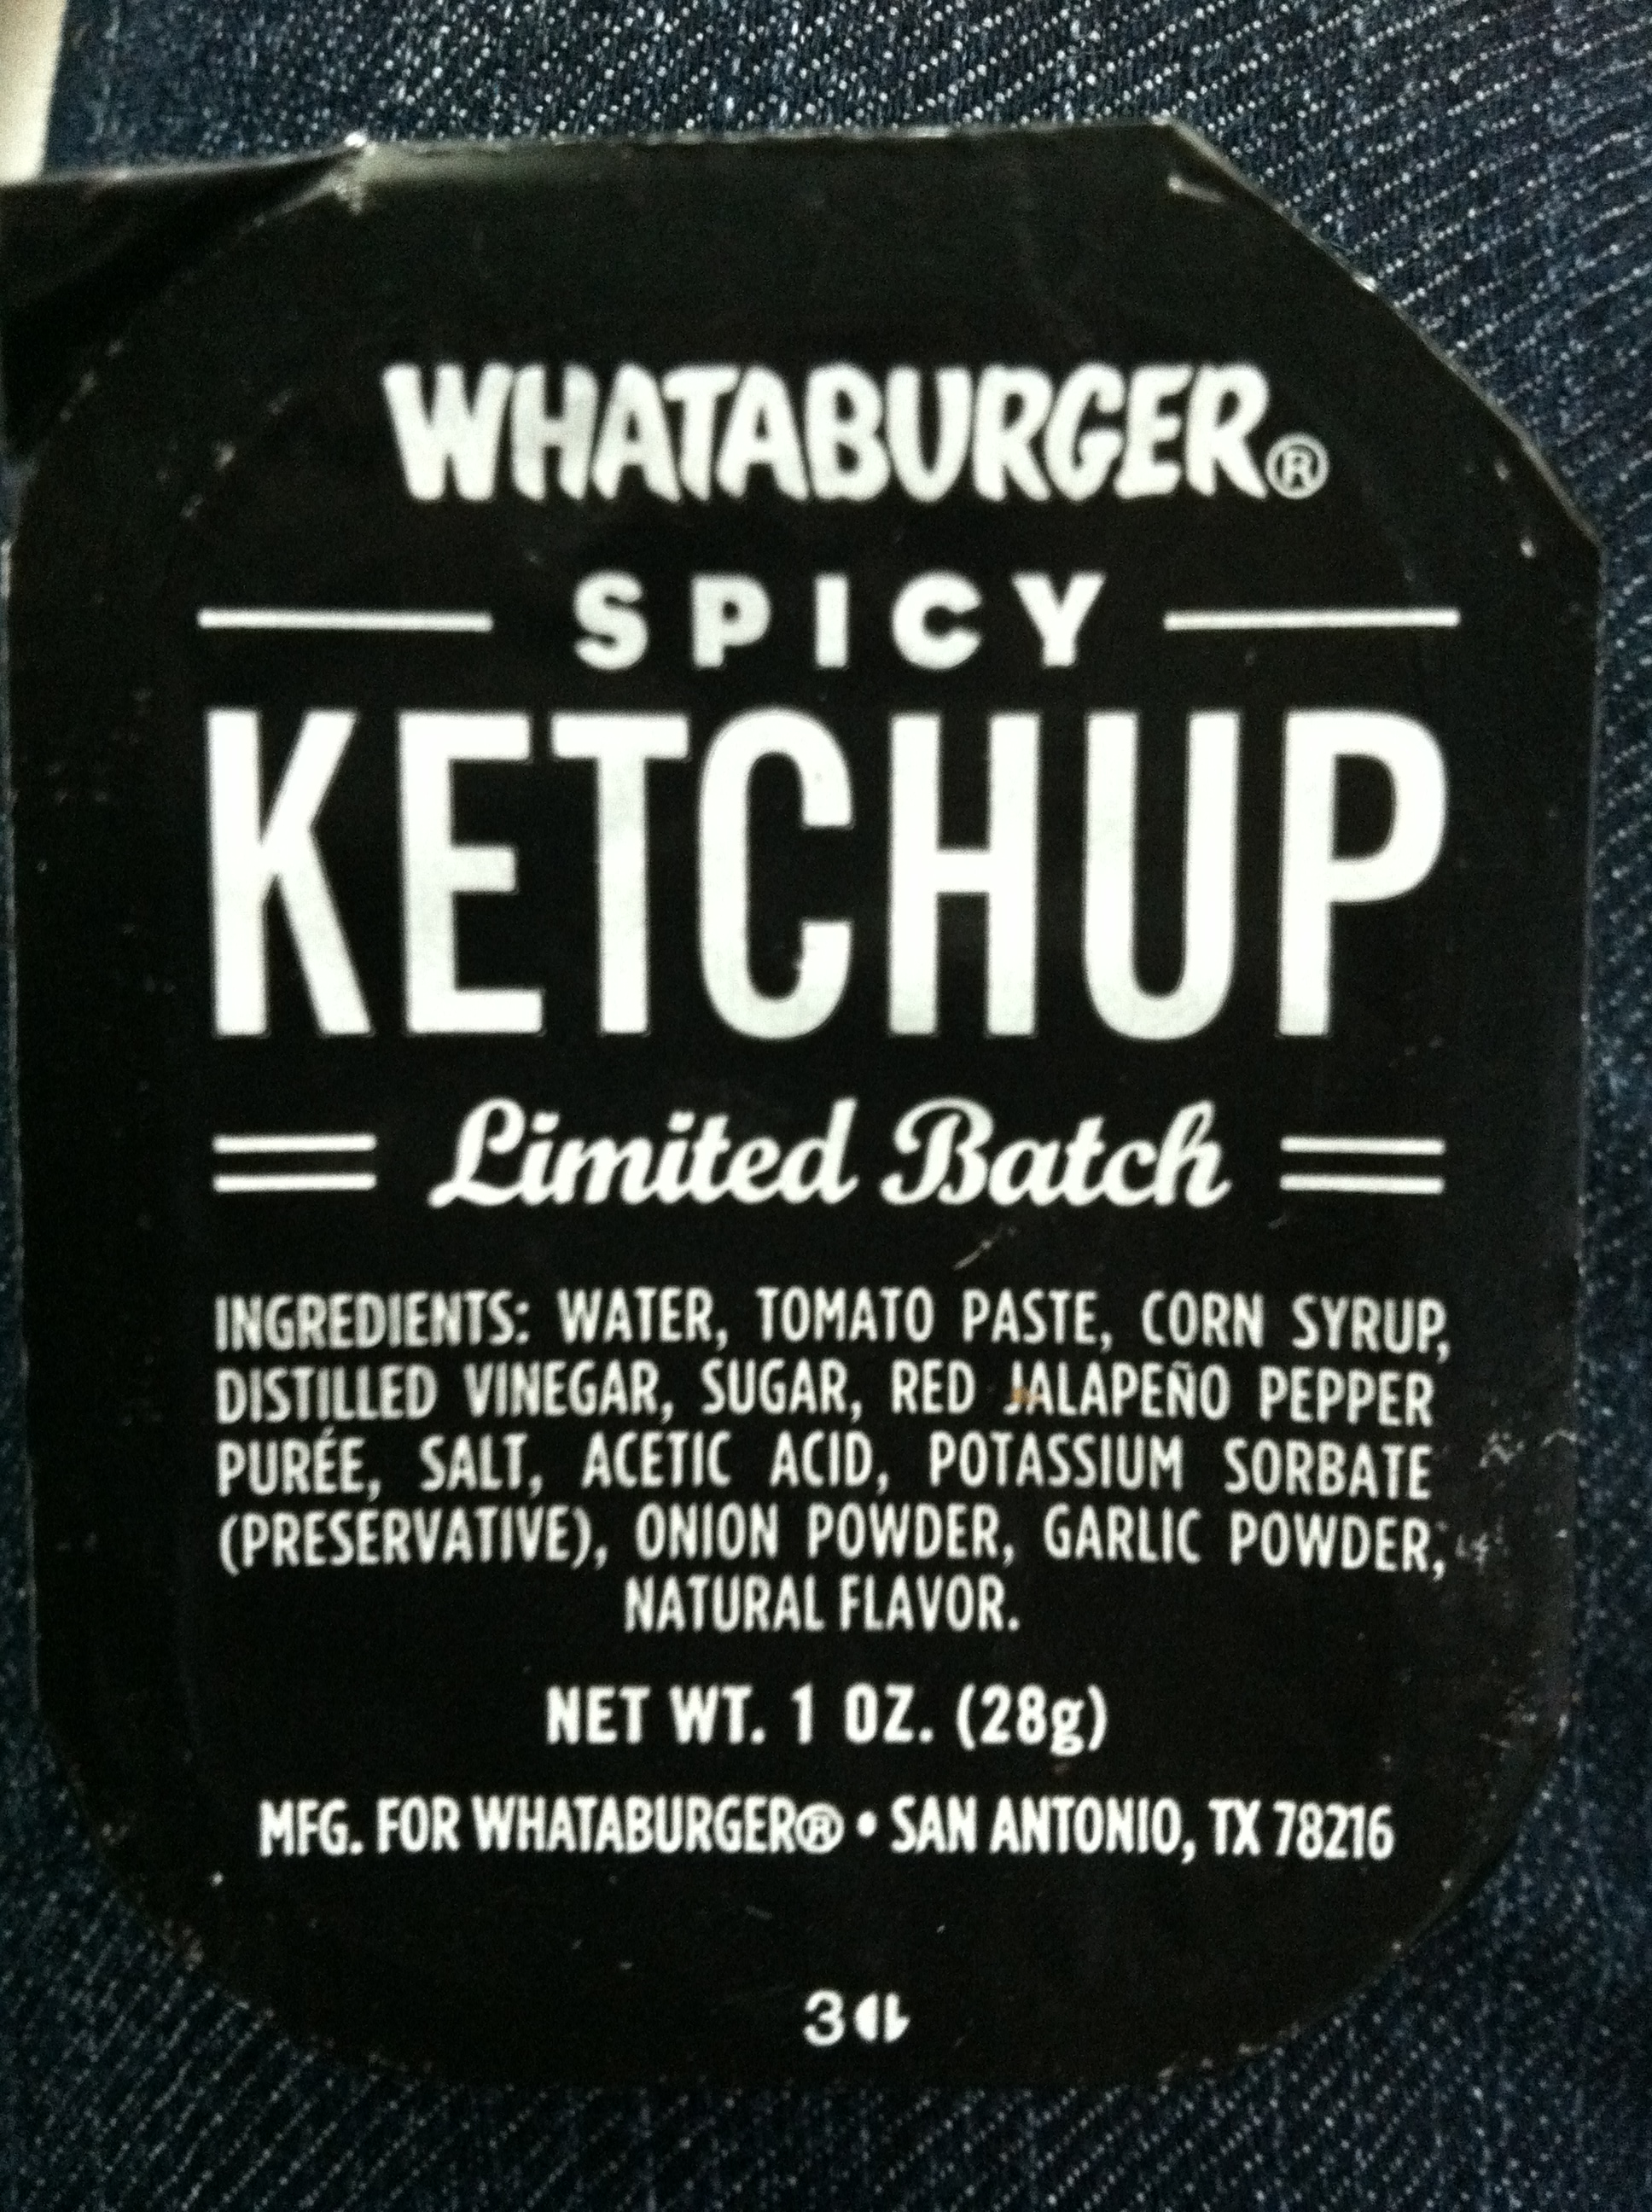 WHATABURGER®
SPICY
KETCHUP
Limited Batch
INGREDIENTS: WATER, TOMATO PASTE, CORN SYRUP,
DISTILLED VINEGAR, SUGAR, RED JALAPEÑO PEPPER
PURÉE, SALT, ACETIC ACID, POTASSIUM SORBATE
(PRESERVATIVE), ONION POWDER, GARLIC POWDER,
NATURAL FLAVOR.
NET WT. 1 OZ. (28g)
MFG. FOR WHATABURGER® • SAN ANTONIO, TX 78216
3